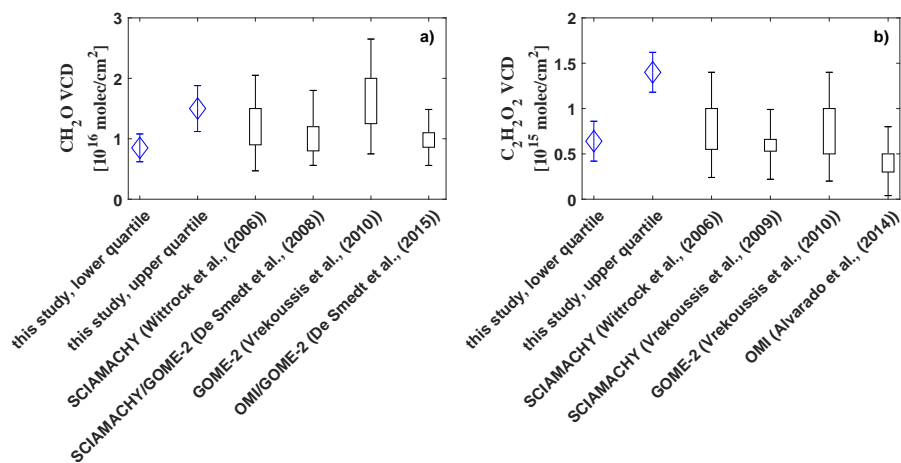 a)
CH2O VCD
[10^16 molec/cm^2]
3
2
1
0
this study, lower quartile
this study, upper quartile
SCIAMACHY (Wittrock et al., (2006))
SCIAMACHY/GOME-2 (De Smedt et al., (2008))
GOME-2 (Vrekoussis et al., (2010))
OMI/GOME-2 (De Smedt et al., (2015))
b)
C2H2O2 VCD
[10^15 molec/cm^2]
2
1.5
1
0.5
0
this study, lower quartile
this study, upper quartile
SCIAMACHY (Wittrock et al., (2006))
SCIAMACHY (Vrekoussis et al., (2009))
GOME-2 (Vrekoussis et al., (2010))
OMI (Alvarado et al., (2014))